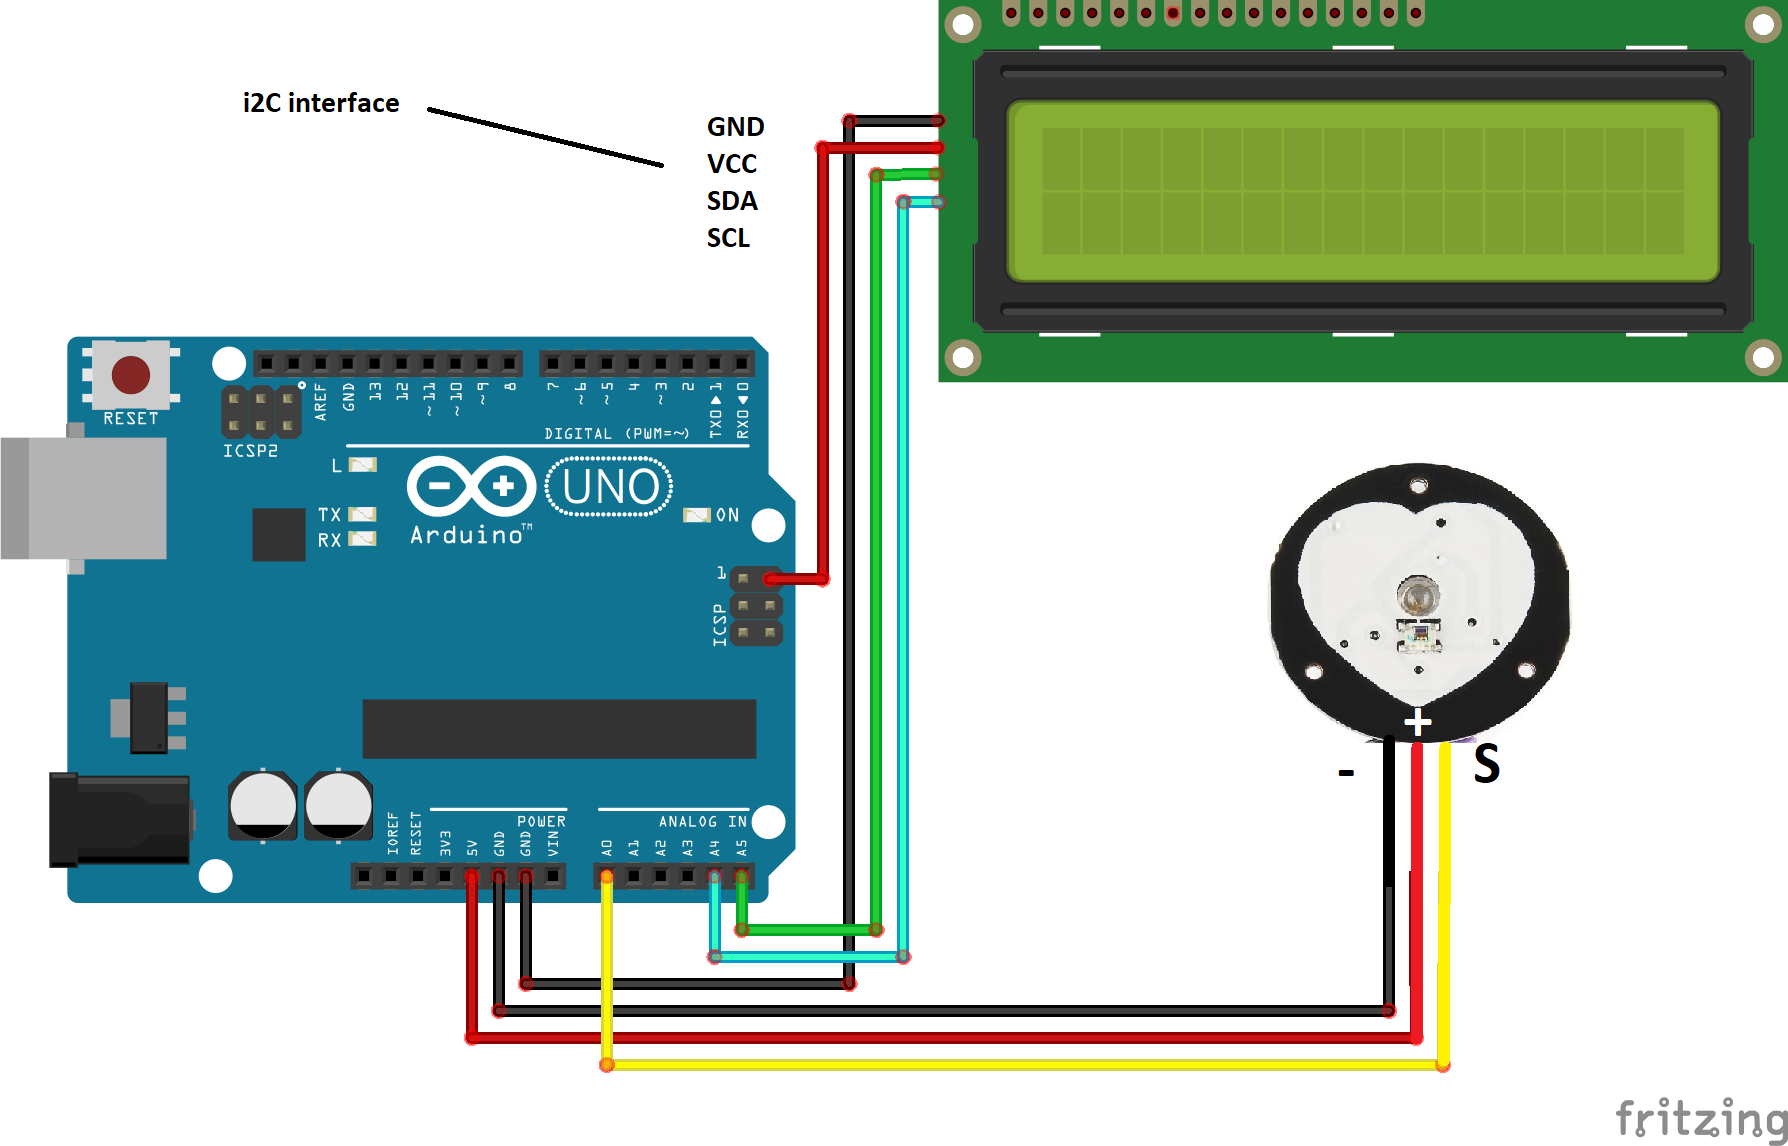 i2C interface
GND
VCC
SDA
SCL
RESET
ICSP2
AREF
GND
13
12
~11
~10
~9
8
7
~6
~5
4
~3
2
TX0▶1
RX0◀0
DIGITAL (PWM=~)
L
TX
RX
Arduino™
UNO
ON
1
ICSP
IOREF
RESET
3V3
5V
GND
GND
VIN
POWER
A0
A1
A2
A3
A4
A5
ANALOG IN
+
-
S
fritzing